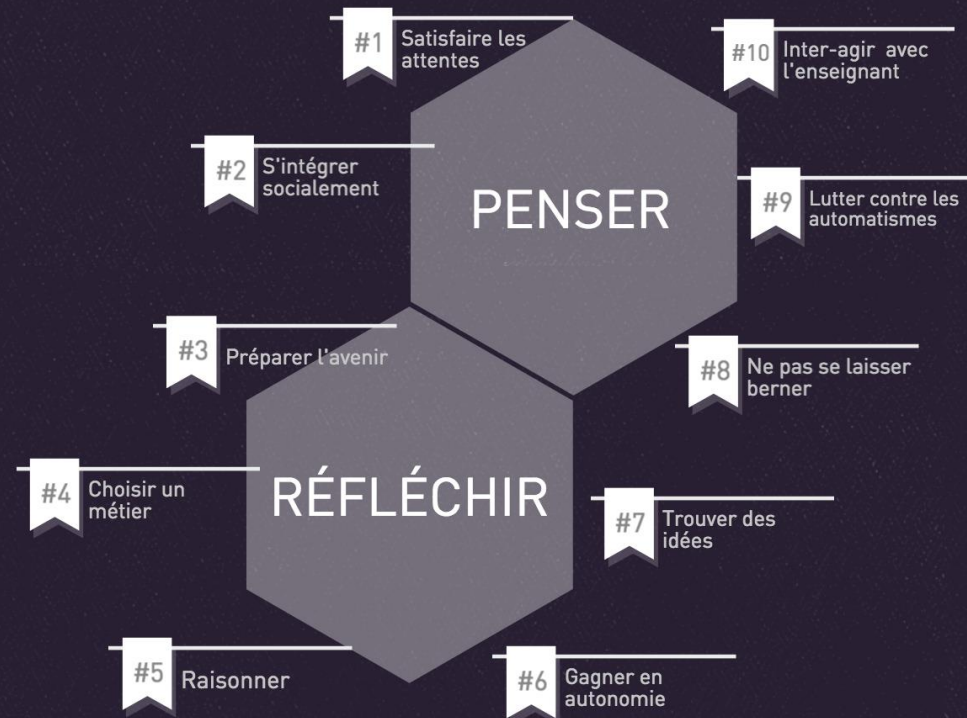 #1
Satisfaire les
attentes
#2
S'intégrer
socialement
#3
Préparer l'avenir
#4
Choisir un
métier
#5
Raisonner
#6
Gagner en
autonomie
#7
Trouver des
idées
#8
Ne pas se laisser
berner
#9
Lutter contre les
automatismes
#10
Inter-agir avec
l'enseignant
PENSER
RÉFLÉCHIR